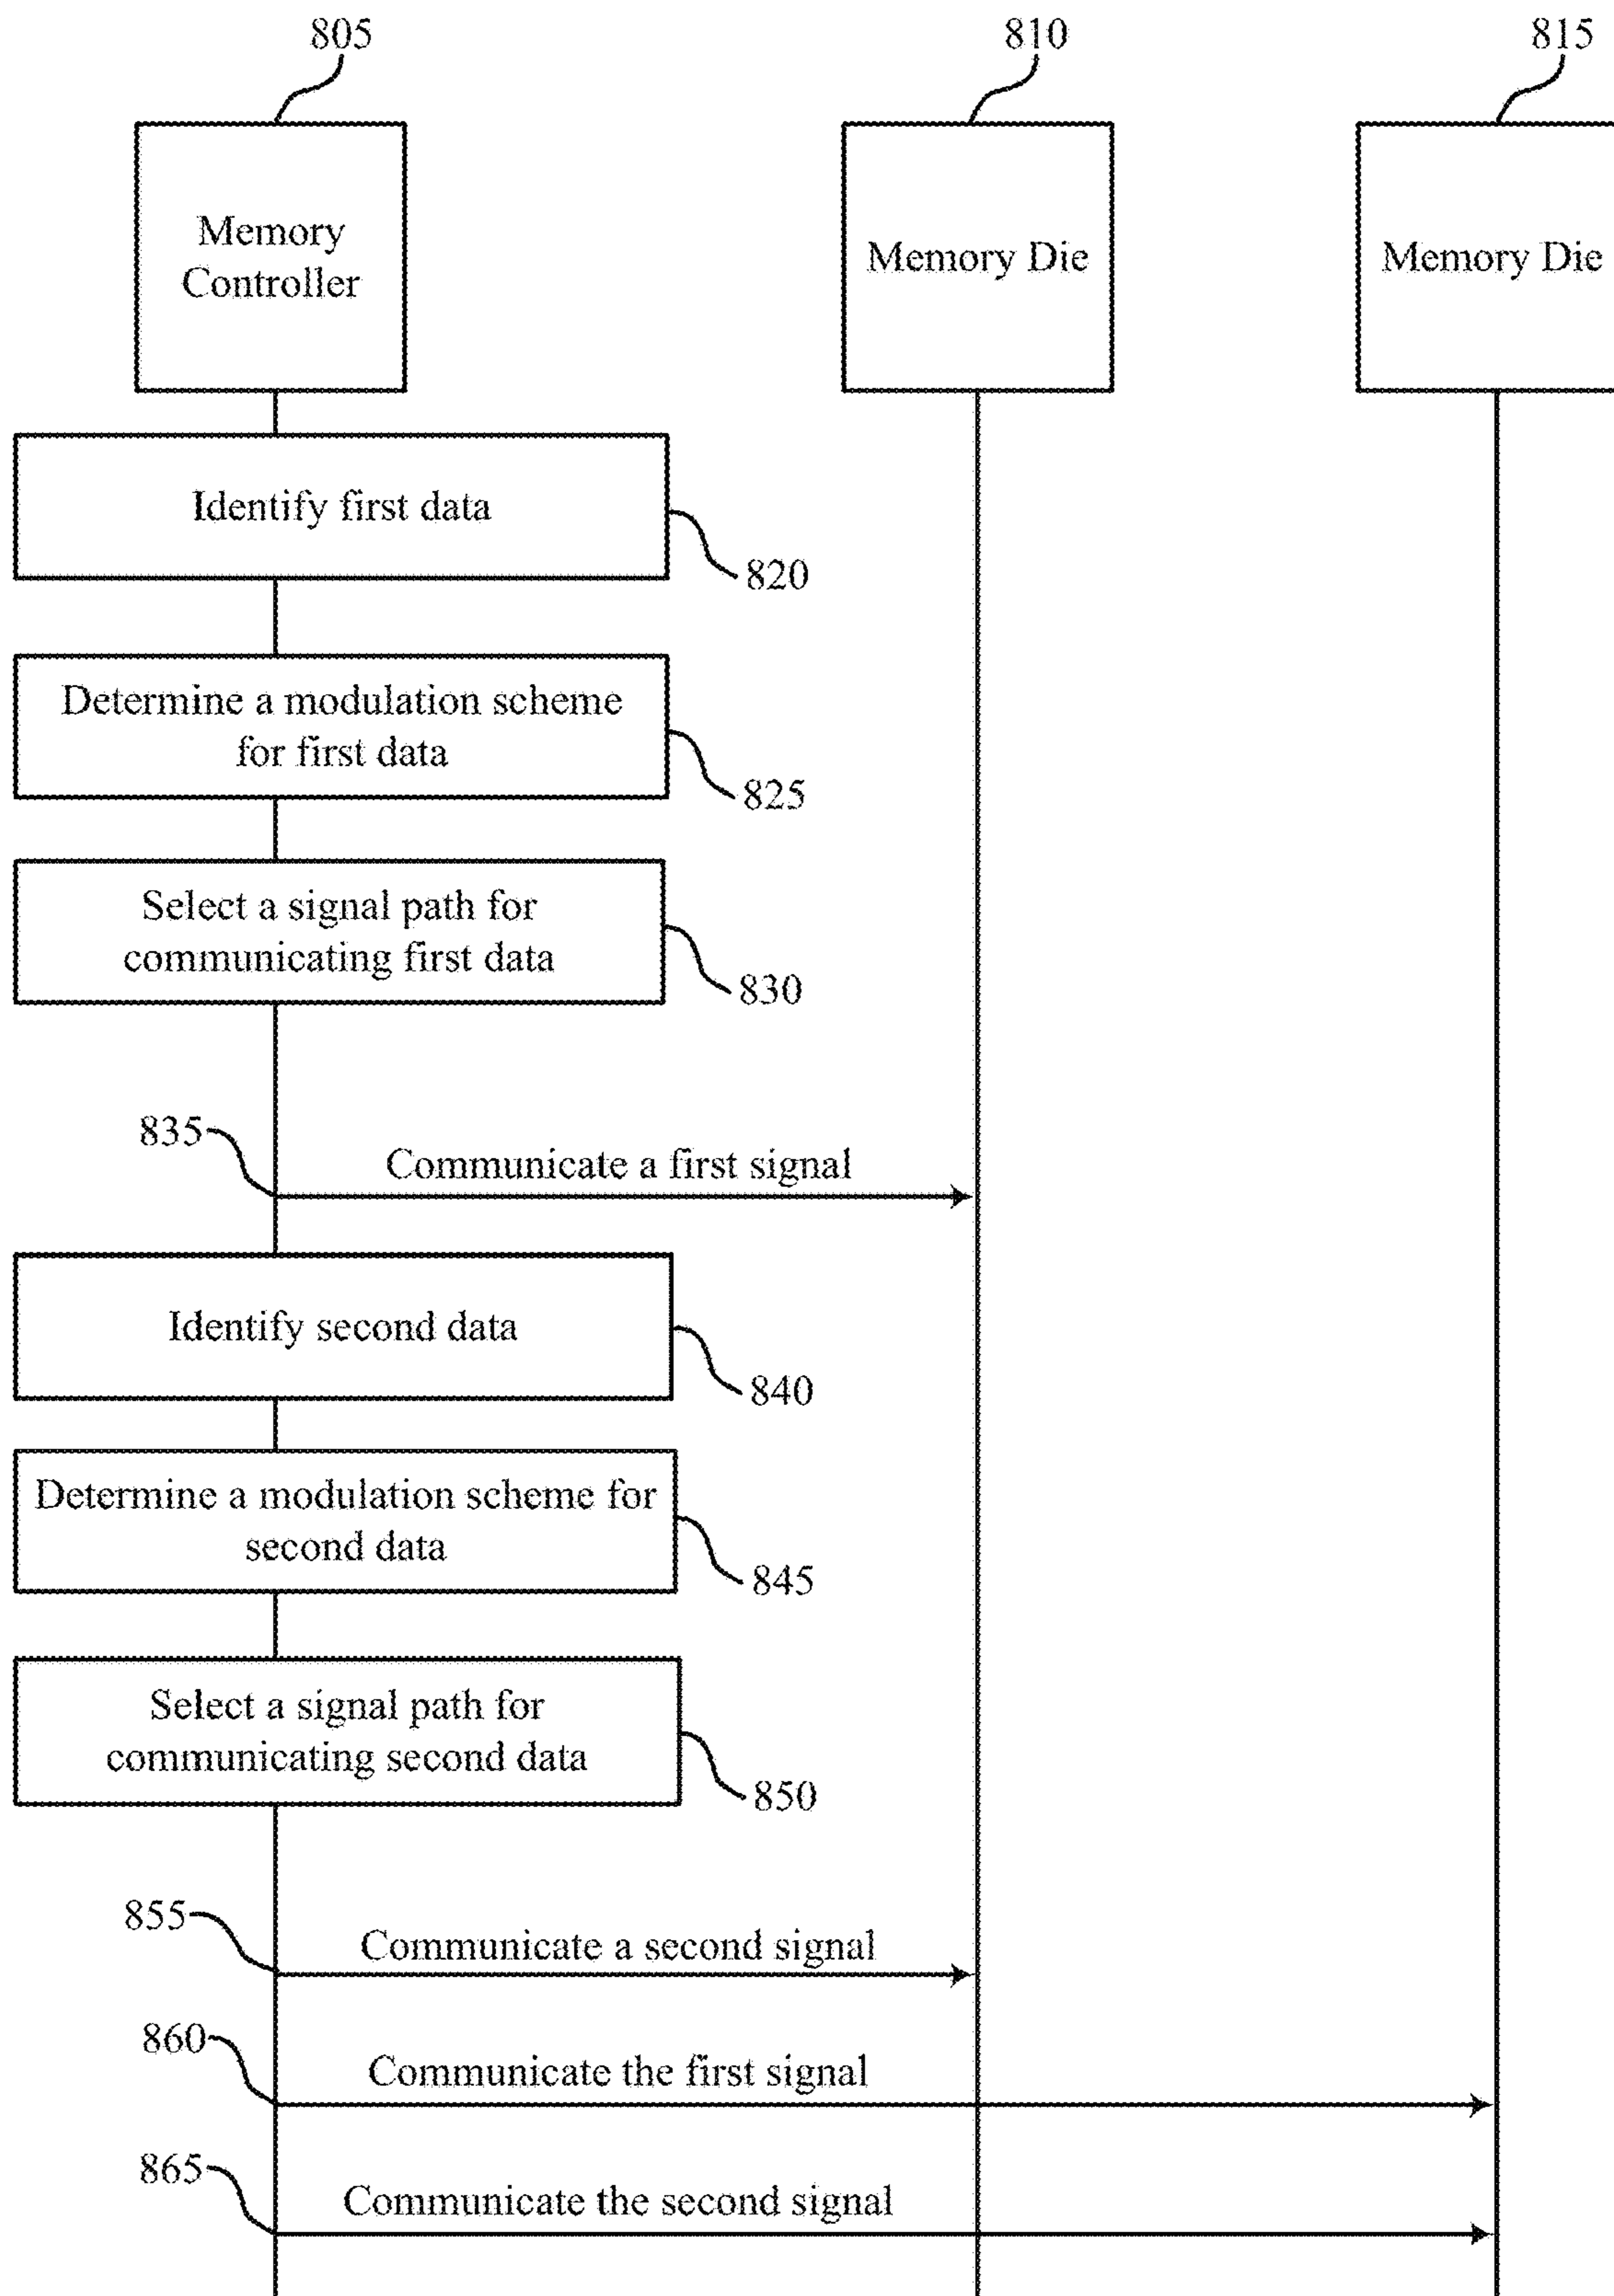 805
810
815
Memory
Controller
Memory Die
Memory Die
Identify first data
820
Determine a modulation scheme
for first data
825
Select a signal path for
communicating first data
830
835
Communicate a first signal
Identify second data
840
Determine a modulation scheme for
second data
845
Select a signal path for
communicating second data
850
855
Communicate a second signal
860
Communicate the first signal
865
Communicate the second signal